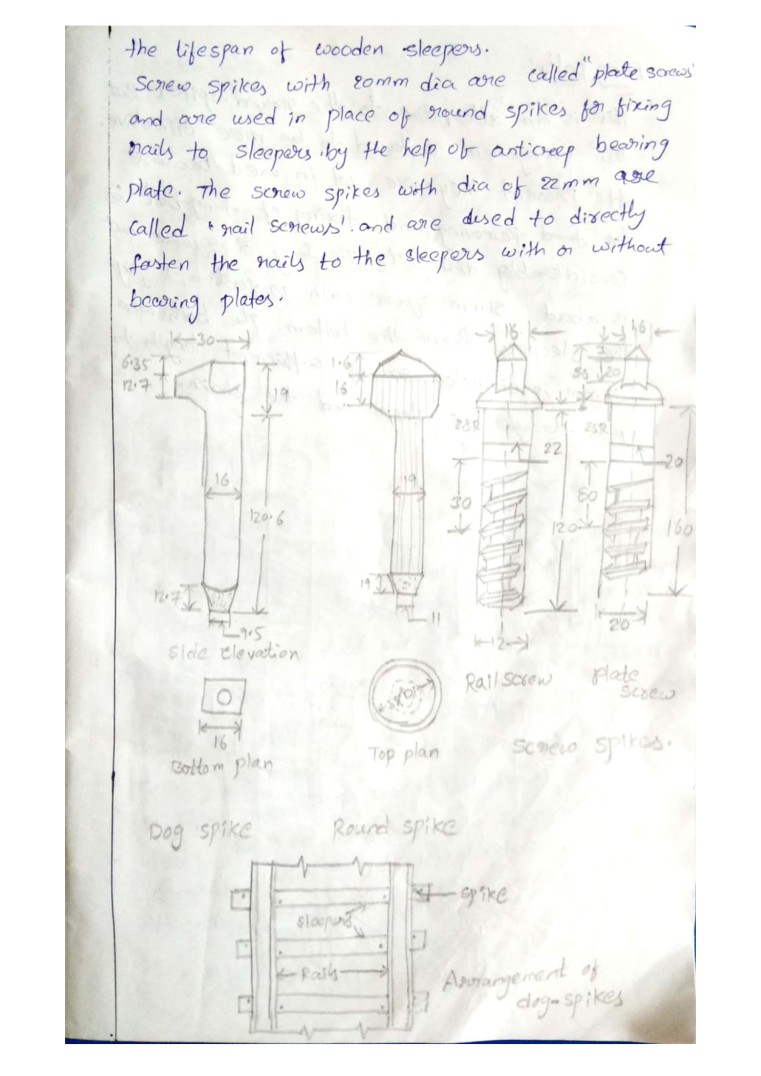 the lifespan of wooden sleepers.
Screw spikes with 20mm dia are called "plate screws'
and are used in place of round spikes for fixing
rails to sleepers by the help of anticreep bearing
plate. The screw spikes with dia of 22mm are
called 'rail screws'. and are used to directly
fasten the rails to the sleepers with or without
bearing plates.
30
6.35
12.7
19
16
120.6
12.7
9.5
Side Elevation
16
Bottom plan
Dog spike
1.6
16
19
19
11
Top plan
Round spike
16
22
30
120
12
Rail screw
16
20
20
80
160
20
plate
screw
Screw spikes.
spike
sleepers
Rails
Arrangement of
dog-spikes